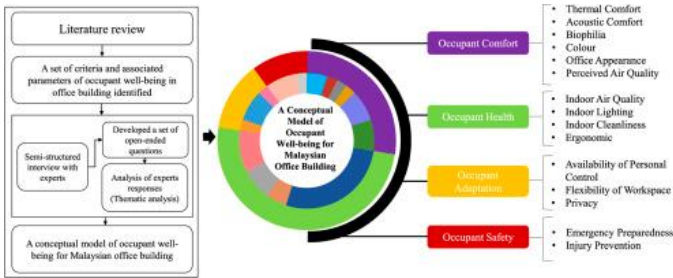 Literature review
A set of criteria and associated
parameters of occupant well-being in
office building identified
Semi-structured
interview with
experts
Developed a set of
open-ended
questions
Analysis of experts
responses
(Thematic analysis)
A conceptual model of occupant well-
being for Malaysian office building
A Conceptual
Model of
Occupant
Well-being for
Malaysian
Office Building
Occupant Comfort
• Thermal Comfort
• Acoustic Comfort
• Biophilia
• Colour
• Office Appearance
• Perceived Air Quality
Occupant Health
• Indoor Air Quality
• Indoor Lighting
• Indoor Cleanliness
• Ergonomic
Occupant
Adaptation
• Availability of Personal
Control
• Flexibility of Workspace
• Privacy
Occupant Safety
• Emergency Preparedness
• Injury Prevention